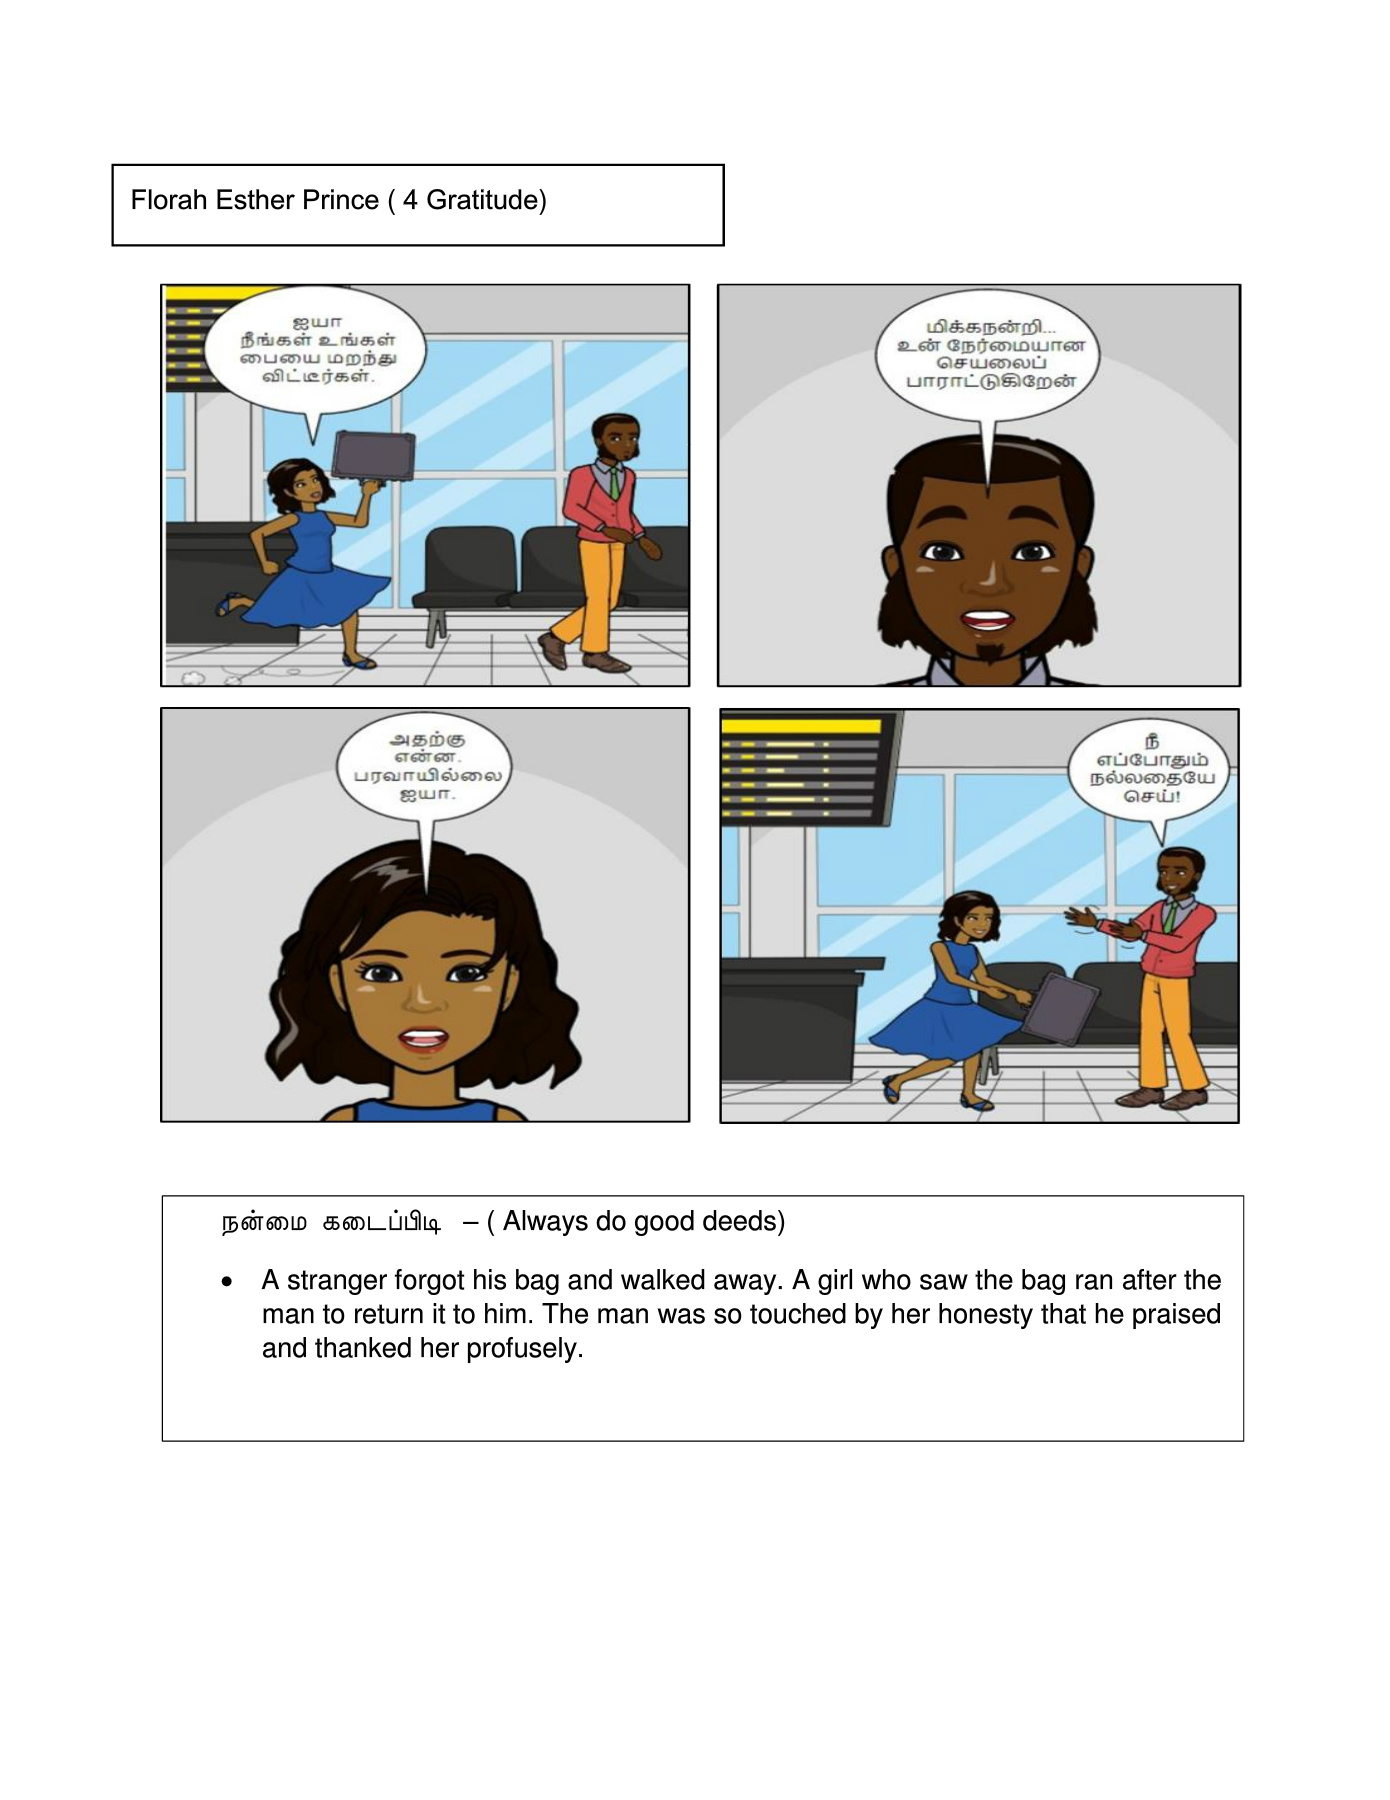 Florah Esther Prince ( 4 Gratitude)
ஐயா
நீங்கள் உங்கள்
பையை மறந்து
விட்டீர்கள்.
மிக்கநன்றி...
உன் நேர்மையான
செயலைப்
பாராட்டுகிறேன்
அதற்கு
என்ன.
பரவாயில்லை
ஐயா.
நீ
எப்போதும்
நல்லதையே
செய்!
நன்மை கடைப்பிடி – ( Always do good deeds)
• A stranger forgot his bag and walked away. A girl who saw the bag ran after the
man to return it to him. The man was so touched by her honesty that he praised
and thanked her profusely.